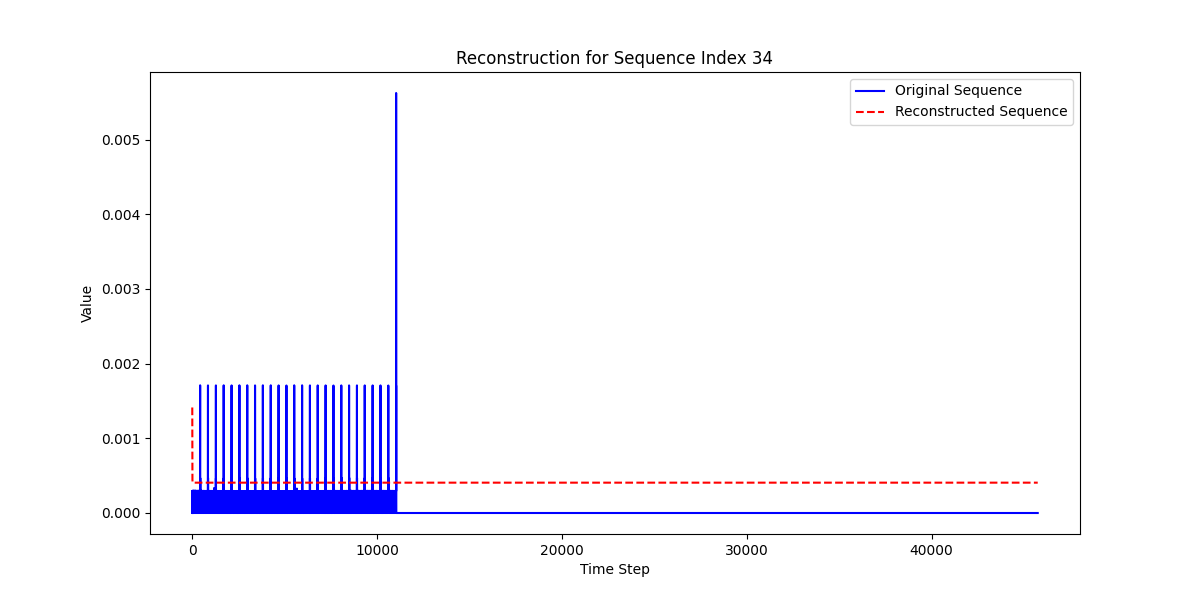 Reconstruction for Sequence Index 34
Original Sequence
Reconstructed Sequence
Value
0.005
0.004
0.003
0.002
0.001
0.000
0 10000 20000 30000 40000
Time Step